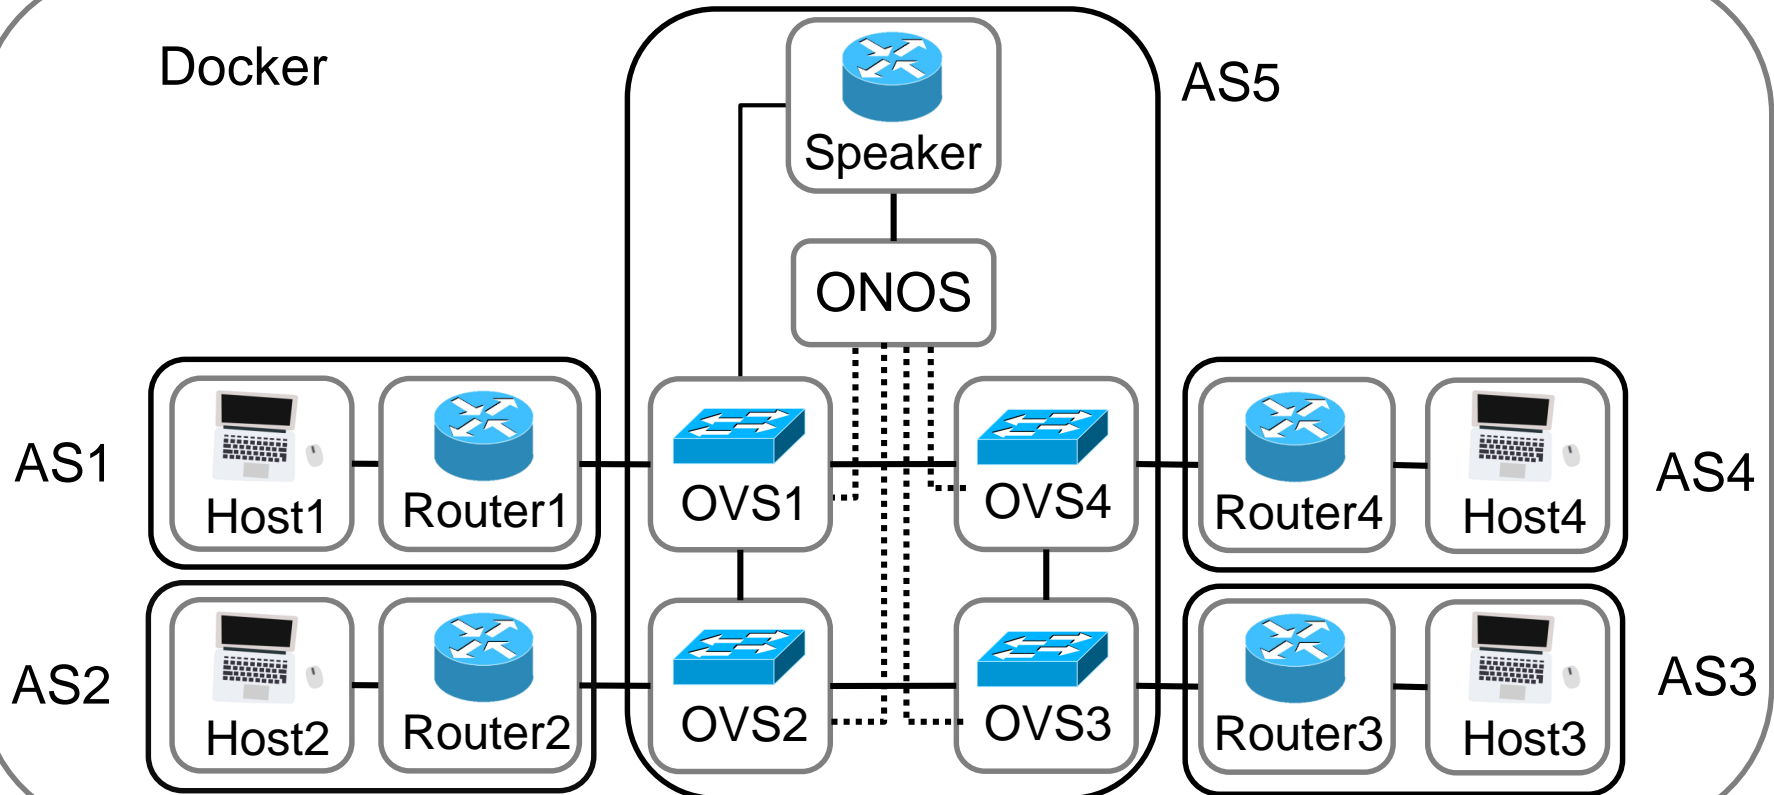 Docker
AS5
Speaker
ONOS
AS1
Host1
Router1
OVS1
OVS4
Router4
Host4
AS4
AS2
Host2
Router2
OVS2
OVS3
Router3
Host3
AS3